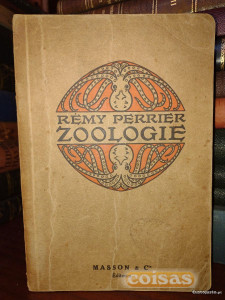 RÉMY PERRIER
ZOOLOGIE
MASSON & Cie
coisas